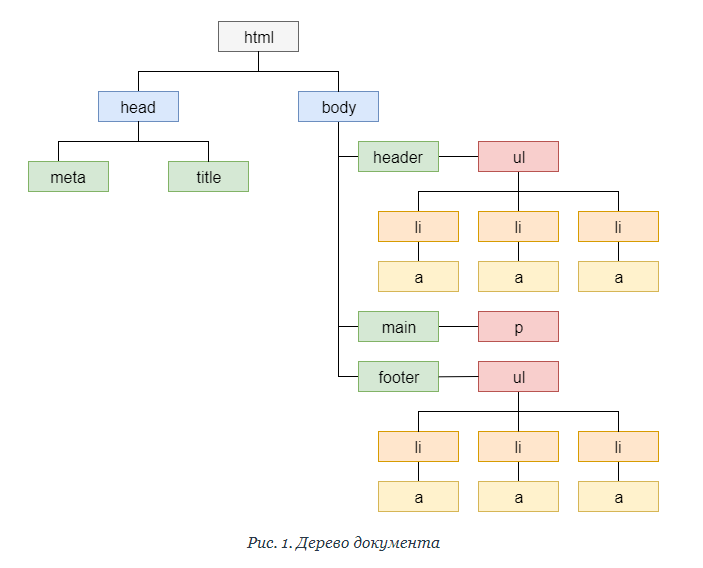 html
head body
header ul
meta title
li li li
a a a
main p
footer ul
li li li
a a a
Рис. 1. Дерево документа